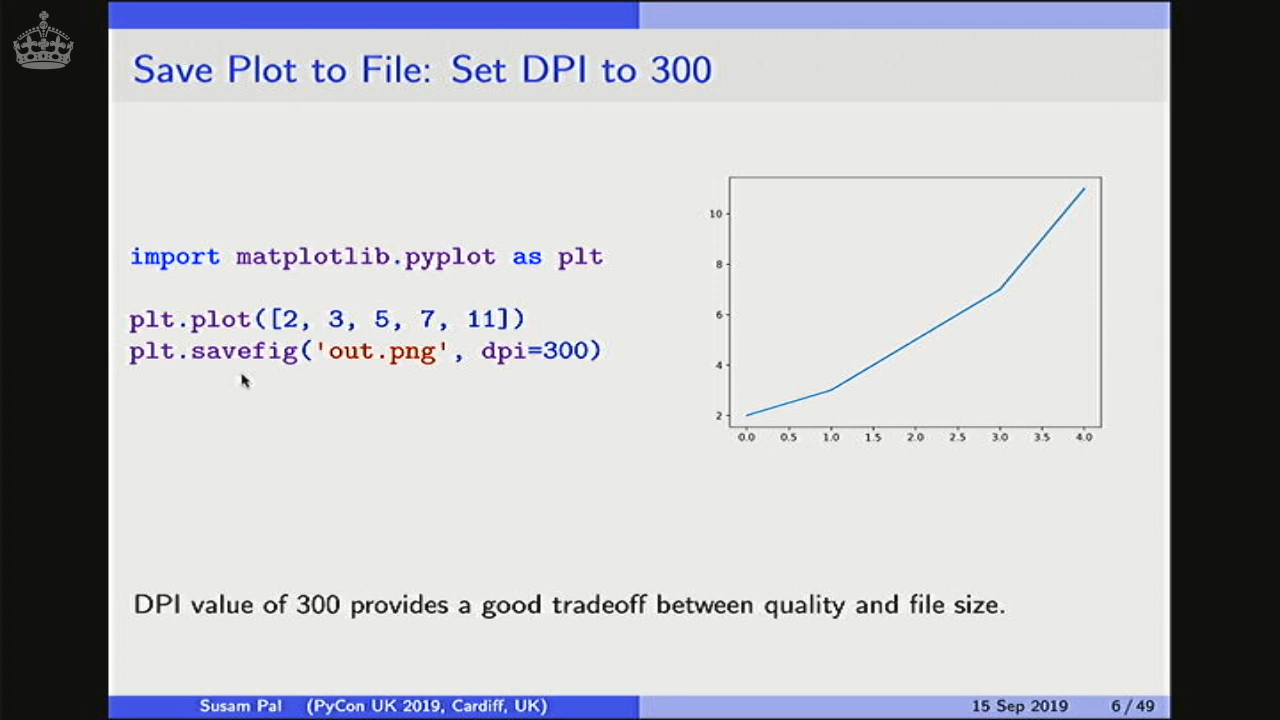 Save Plot to File: Set DPI to 300
import matplotlib.pyplot as plt
plt.plot([2, 3, 5, 7, 11])
plt.savefig('out.png', dpi=300)
10
8
6
4
2
0.0 0.5 1.0 1.5 2.0 2.5 3.0 3.5 4.0
DPI value of 300 provides a good tradeoff between quality and file size.
Susam Pal (PyCon UK 2019, Cardiff, UK) 15 Sep 2019 6 / 49